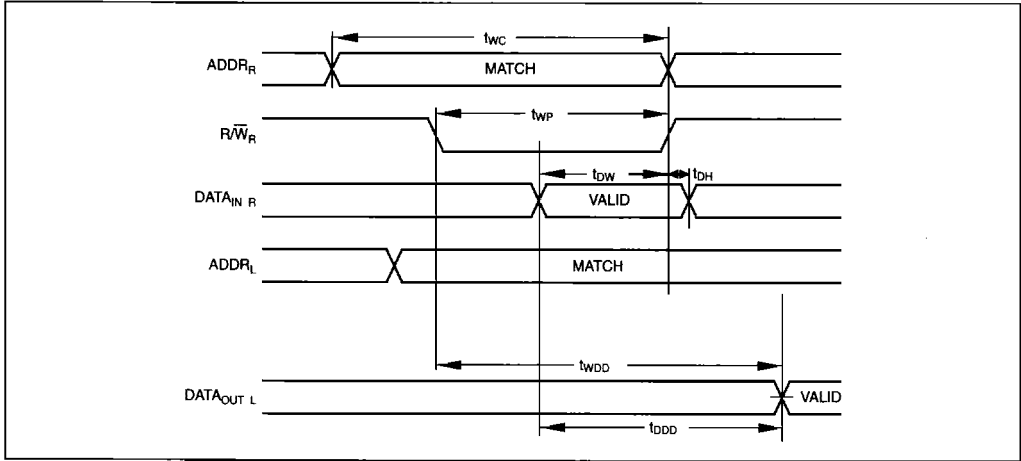 tWC
ADDRR
MATCH
tWP
R/W̅R
tDW
tDH
DATAIN R
VALID
ADDRL
MATCH
tWDD
DATAOUT L
VALID
tDDD